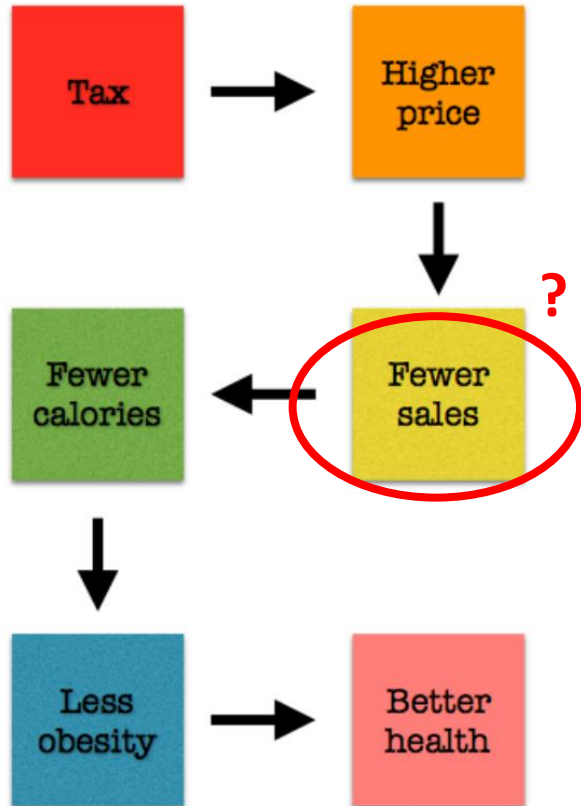 Tax
Higher
price
?
Fewer
sales
Fewer
calories
Less
obesity
Better
health